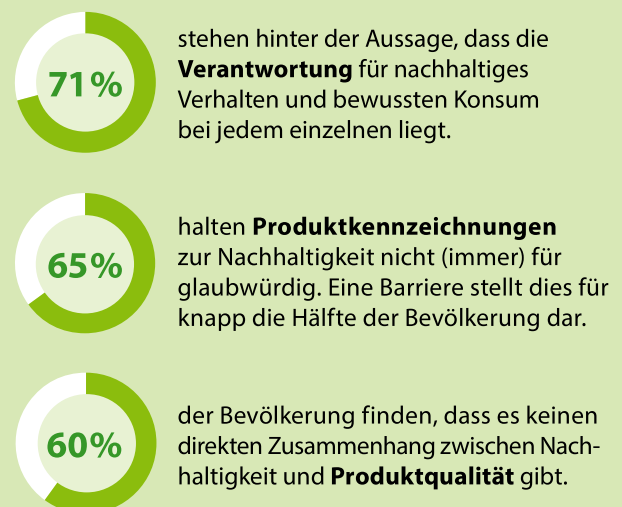 71%
stehen hinter der Aussage, dass die
Verantwortung für nachhaltiges
Verhalten und bewussten Konsum
bei jedem einzelnen liegt.
65%
halten Produktkennzeichnungen
zur Nachhaltigkeit nicht (immer) für
glaubwürdig. Eine Barriere stellt dies für
knapp die Hälfte der Bevölkerung dar.
60%
der Bevölkerung finden, dass es keinen
direkten Zusammenhang zwischen Nach-
haltigkeit und Produktqualität gibt.